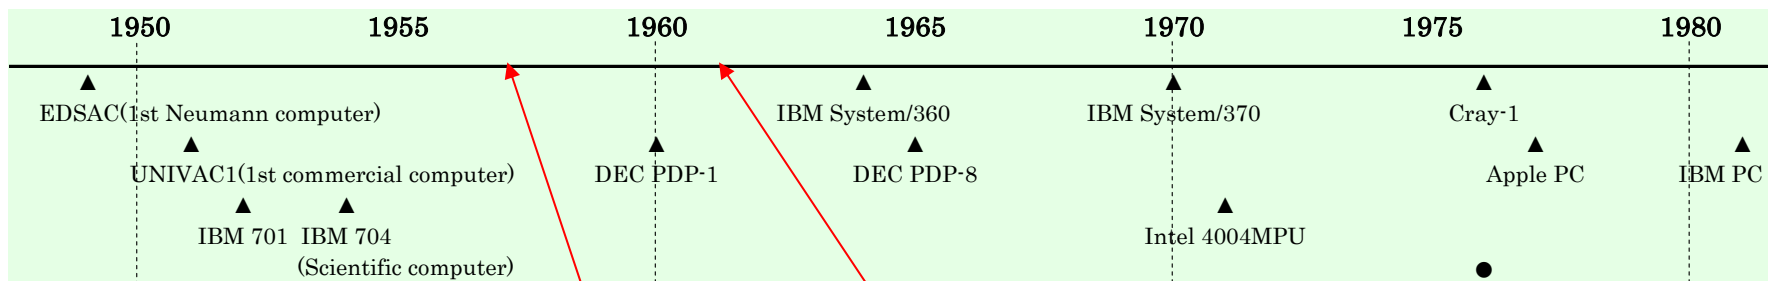 1950 1955 1960 1965 1970 1975 1980
EDSAC(1st Neumann computer) IBM System/360 IBM System/370 Cray-1
UNIVAC1(1st commercial computer) DEC PDP-1 DEC PDP-8 Apple PC IBM PC
IBM 701 IBM 704 Intel 4004MPU
(Scientific computer)